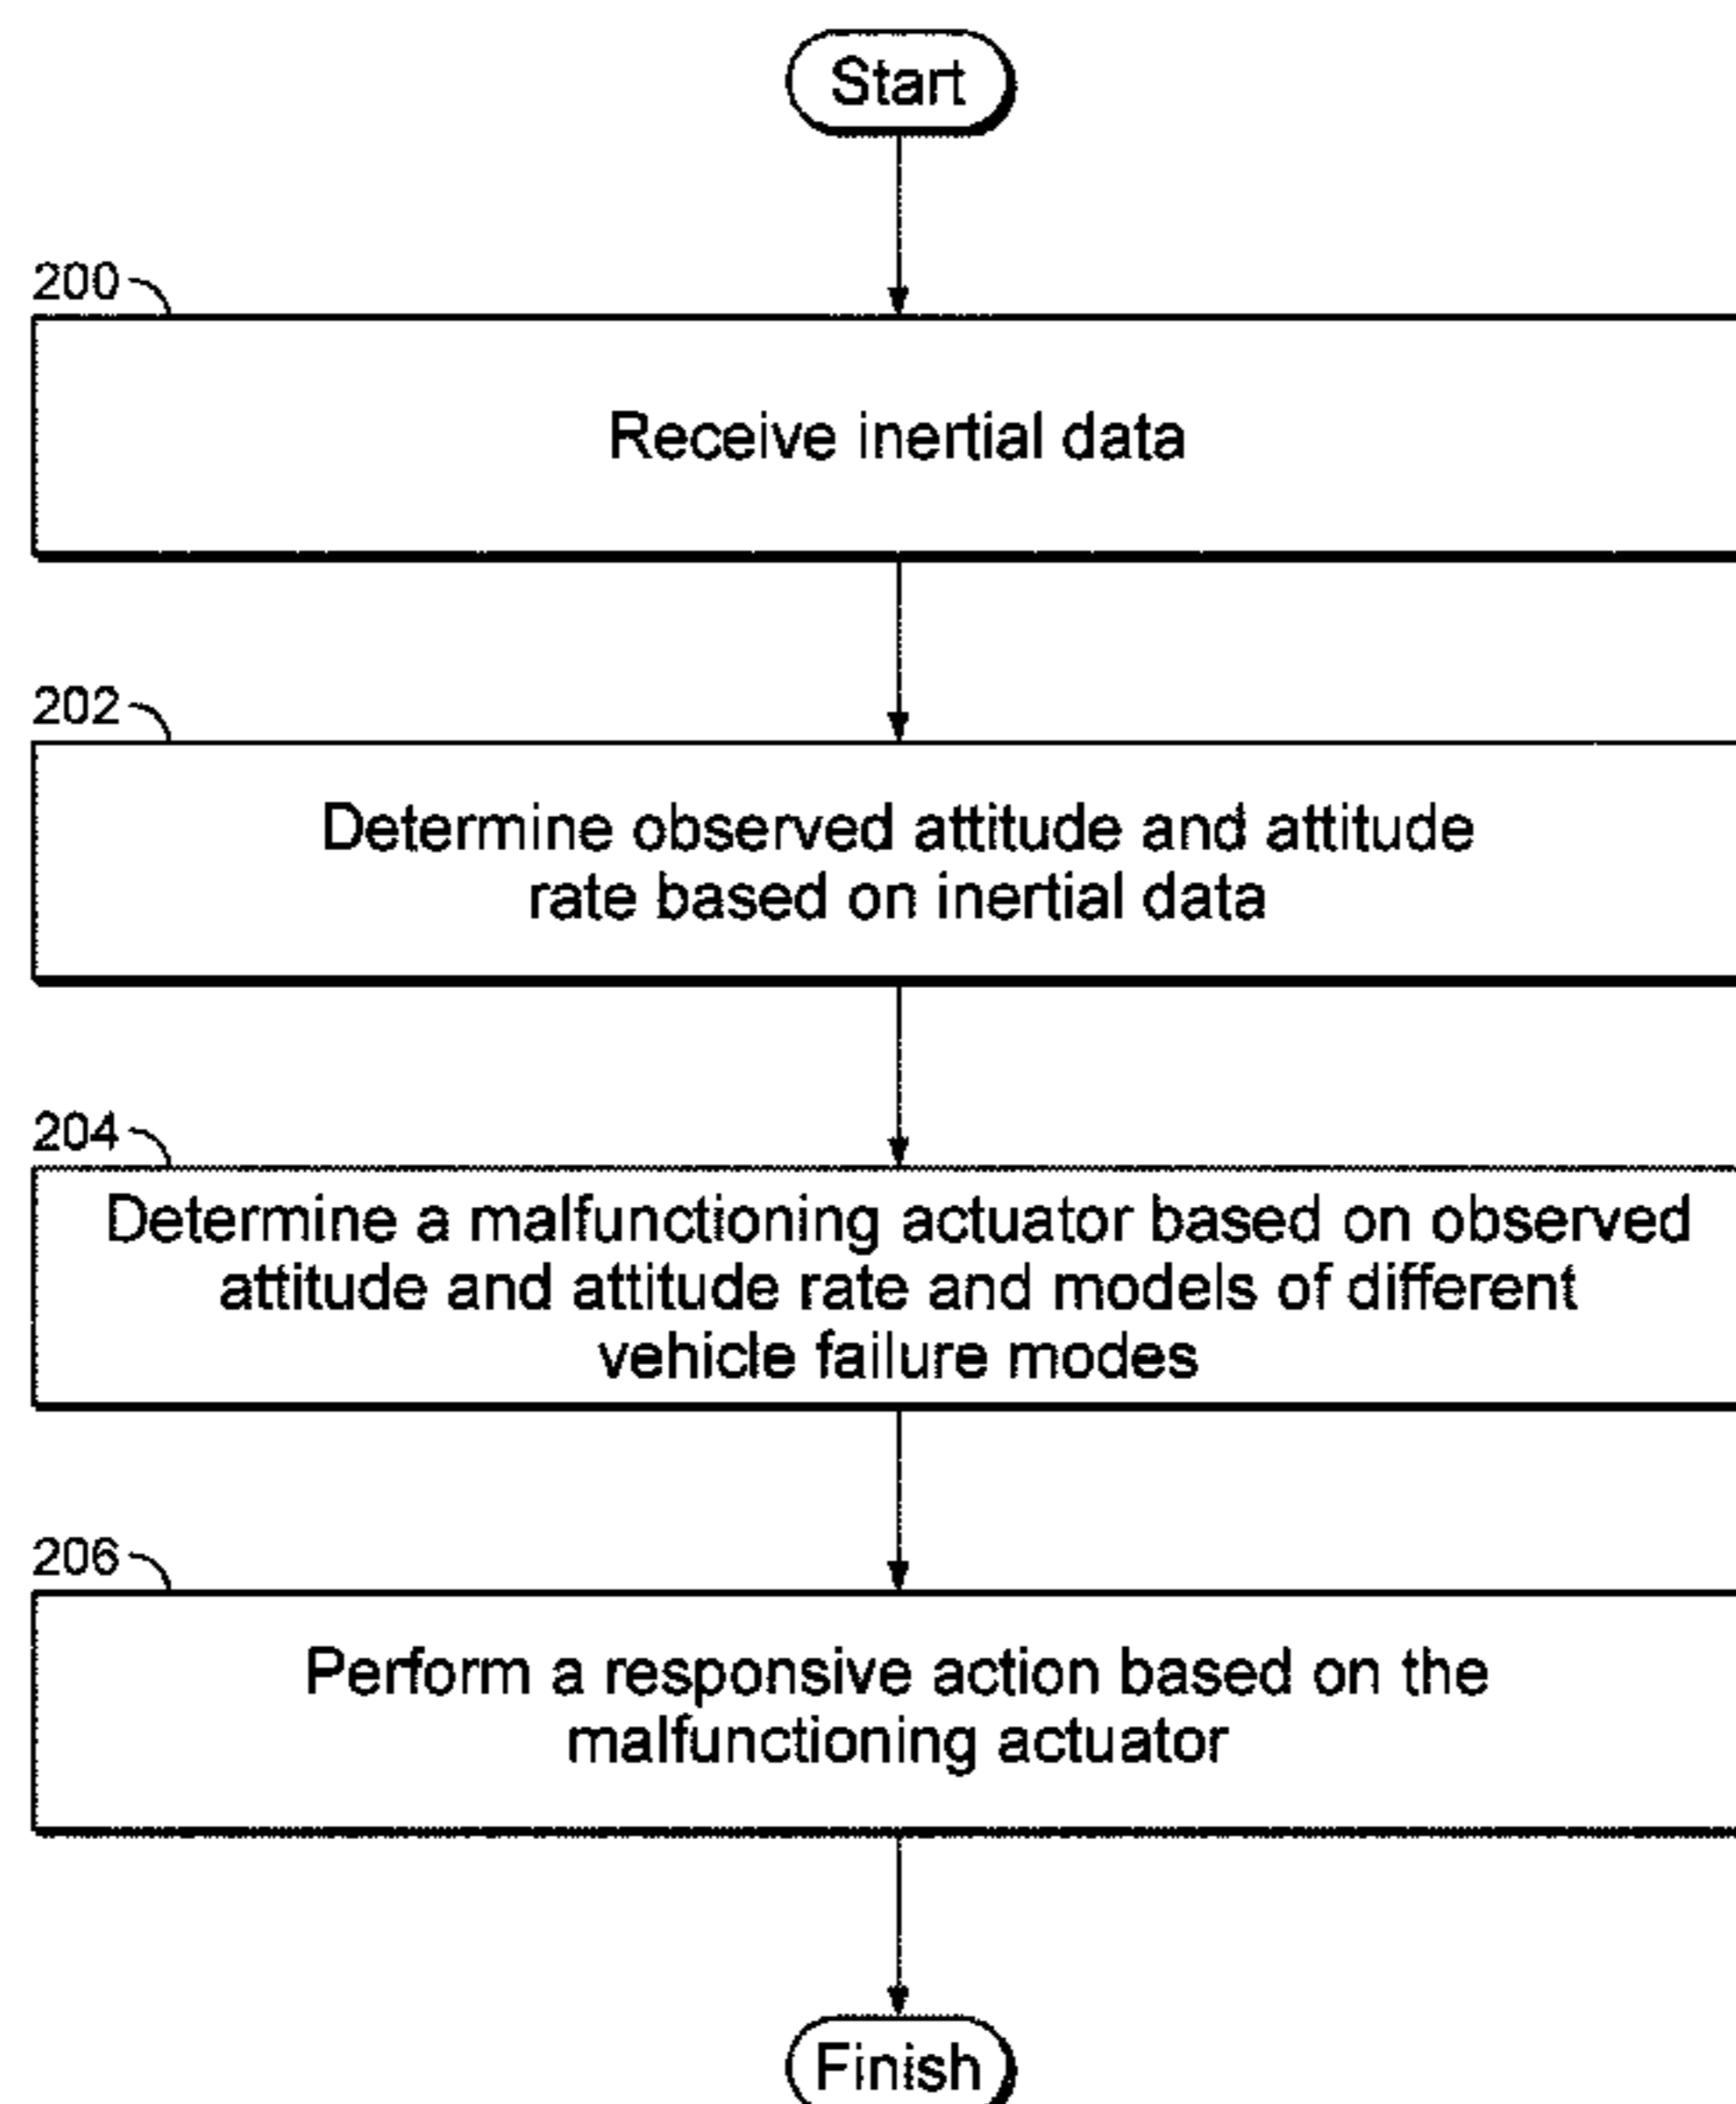 Start
200
Receive inertial data
202
Determine observed attitude and attitude
rate based on inertial data
204
Determine a malfunctioning actuator based on observed
attitude and attitude rate and models of different
vehicle failure modes
206
Perform a responsive action based on the
malfunctioning actuator
Finish